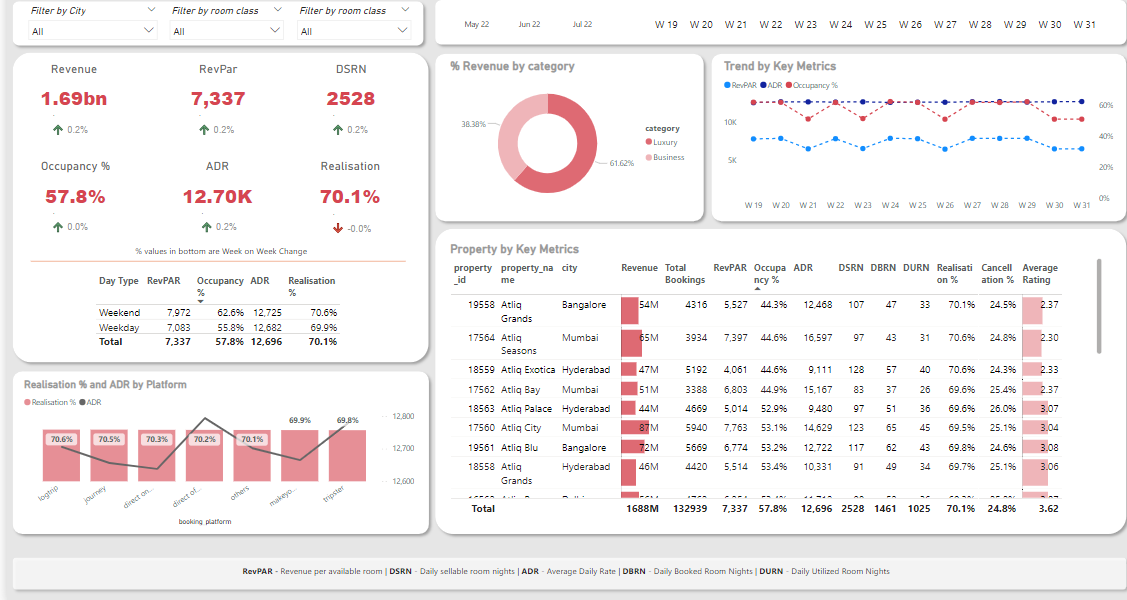 Filter by City
Filter by room class
Filter by room class
All
All
All
May 22 Jun 22 Jul 22
W 19 W 20 W 21 W 22 W 23 W 24 W 25 W 26 W 27 W 28 W 29 W 30 W 31
Revenue RevPar DSRN
1.69bn 7,337 2528
0.2% 0.2% 0.2%
Occupancy % ADR Realisation
57.8% 12.70K 70.1%
0.0% 0.2% -0.0%
% values in bottom are Week on Week Change
Day Type RevPAR Occupancy % ADR Realisation %
Weekend 7,972 62.6% 12,725 70.6%
Weekday 7,083 55.8% 12,682 69.9%
Total 7,337 57.8% 12,696 70.1%
Realisation % and ADR by Platform
Realisation % ADR
70.6% 70.5% 70.3% 70.2% 70.1% 69.9% 69.8%
12,800
12,700
12,600
logtrip journey direct on... direct of... others makeyo... tripster
booking_platform
% Revenue by category
38.38%
61.62%
category
Luxury
Business
Trend by Key Metrics
RevPAR ADR Occupancy %
10K
5K
60%
40%
20%
0%
W 19 W 20 W 21 W 22 W 23 W 24 W 25 W 26 W 27 W 28 W 29 W 30 W 31
Property by Key Metrics
property_id property_name city Revenue Total Bookings RevPAR Occupancy % ADR DSRN DBRN DURN Realisation % Cancellation % Average Rating
19558 Atliq Grands Bangalore 54M 4316 5,527 44.3% 12,468 107 47 33 70.1% 24.5% 2.37
17564 Atliq Seasons Mumbai 65M 3934 7,397 44.6% 16,597 97 43 31 70.6% 24.8% 2.30
18559 Atliq Exotica Hyderabad 47M 5192 4,061 44.6% 9,111 128 57 40 70.6% 24.3% 2.33
17562 Atliq Bay Mumbai 51M 3388 6,803 44.9% 15,167 83 37 26 69.6% 25.4% 2.37
18563 Atliq Palace Hyderabad 44M 4669 5,014 52.9% 9,480 97 51 36 69.6% 26.0% 3.07
17560 Atliq City Mumbai 87M 5940 7,763 53.1% 14,629 123 65 45 69.5% 25.1% 3.04
19561 Atliq Blu Bangalore 72M 5669 6,774 53.2% 12,722 117 62 43 69.8% 24.6% 3.08
18558 Atliq Grands Hyderabad 46M 4420 5,514 53.4% 10,331 91 49 34 69.7% 25.1% 3.06
Total 1688M 132939 7,337 57.8% 12,696 2528 1461 1025 70.1% 24.8% 3.62
RevPAR - Revenue per available room | DSRN - Daily sellable room nights | ADR - Average Daily Rate | DBRN - Daily Booked Room Nights | DURN - Daily Utilized Room Nights